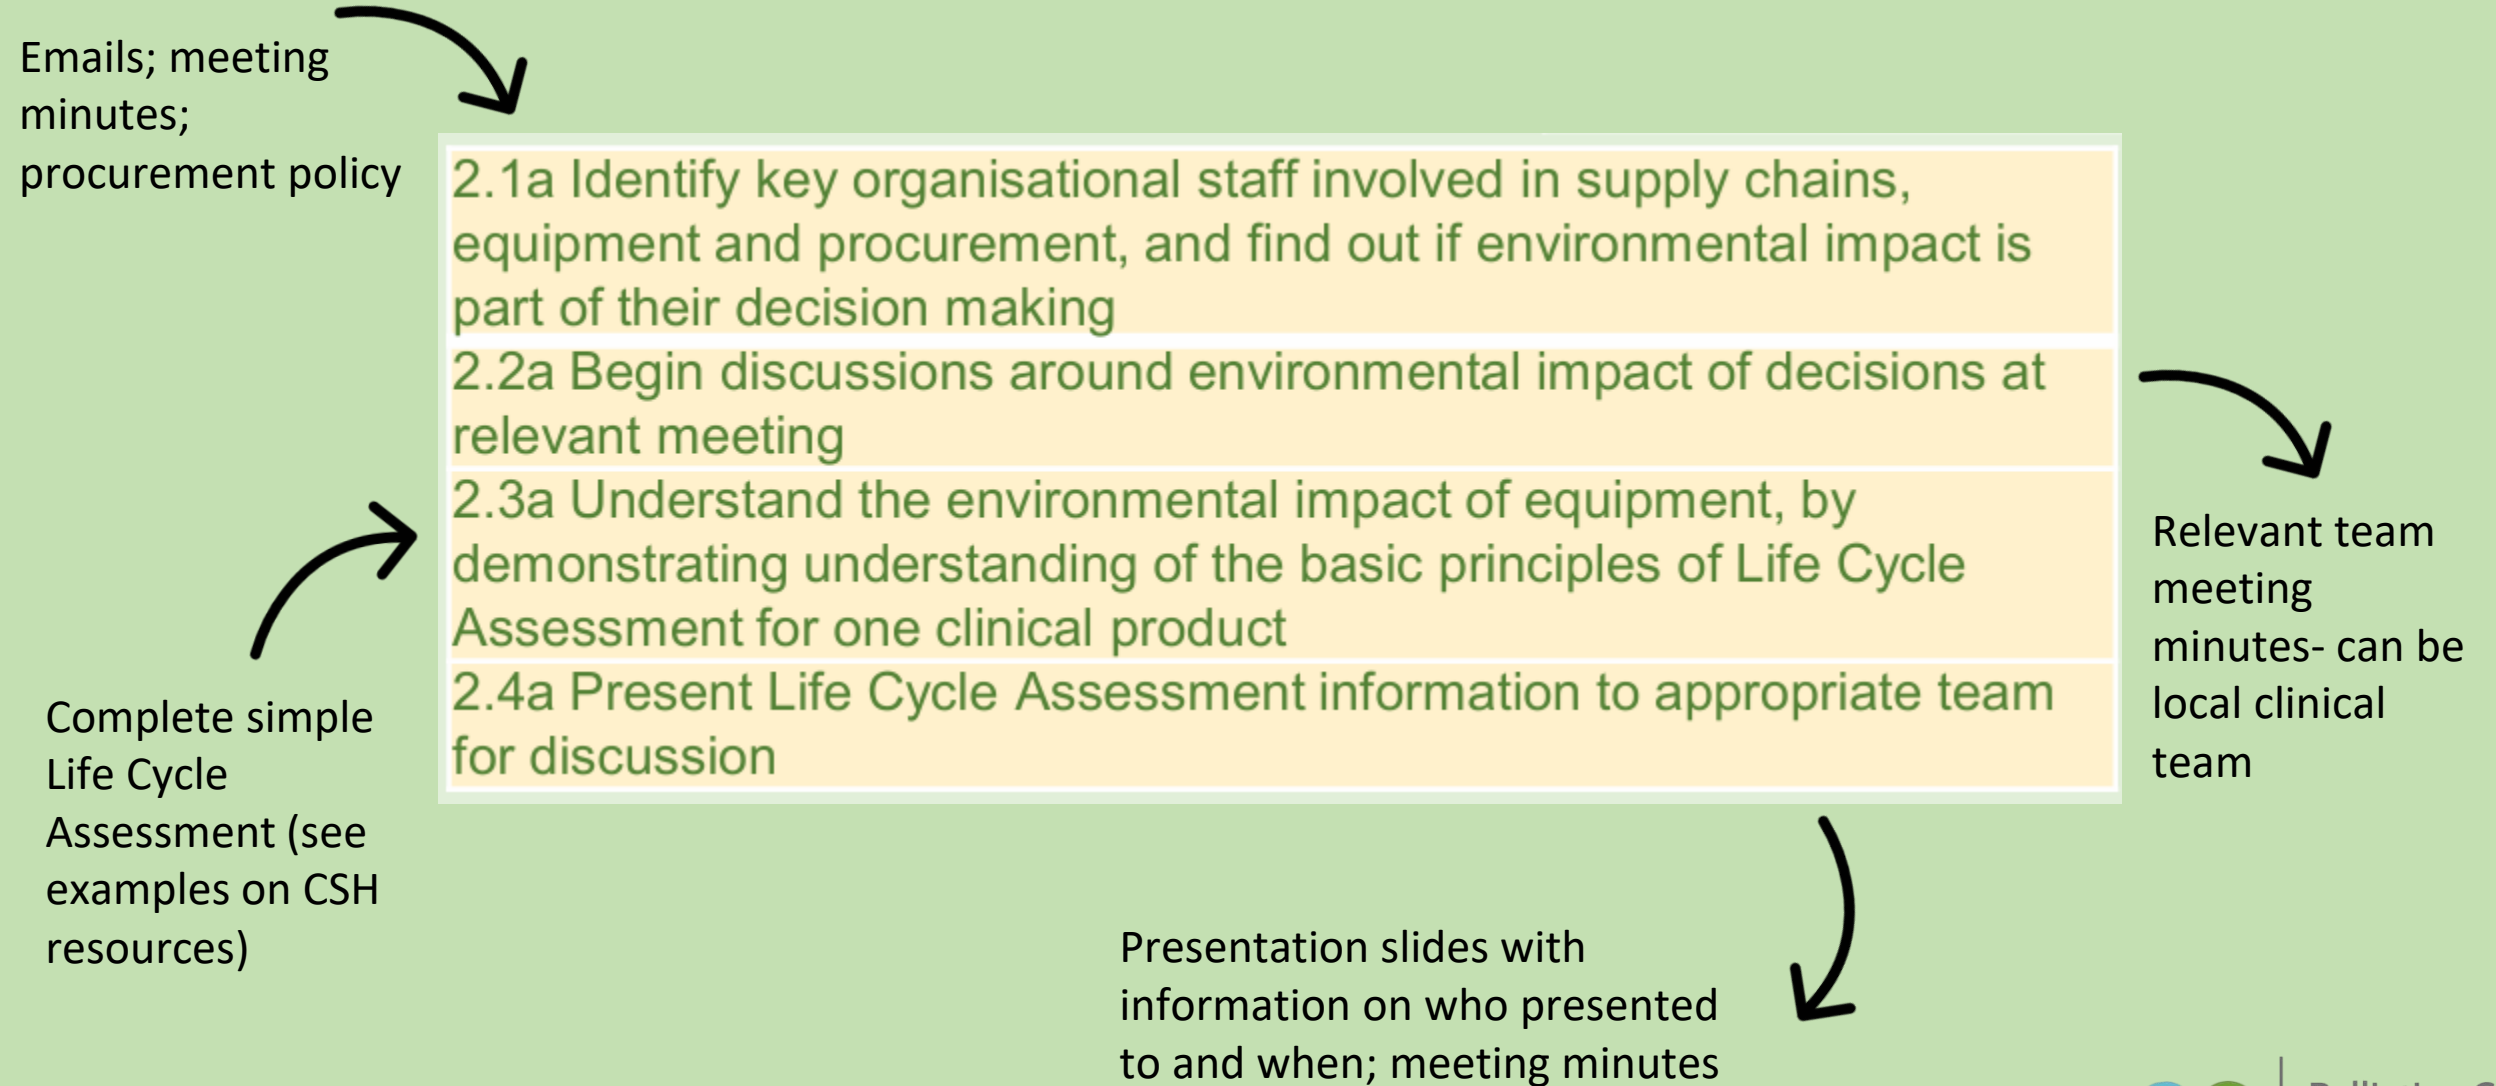 Emails; meeting
minutes;
procurement policy
2.1a Identify key organisational staff involved in supply chains,
equipment and procurement, and find out if environmental impact is
part of their decision making
2.2a Begin discussions around environmental impact of decisions at
relevant meeting
2.3a Understand the environmental impact of equipment, by
demonstrating understanding of the basic principles of Life Cycle
Assessment for one clinical product
2.4a Present Life Cycle Assessment information to appropriate team
for discussion
Relevant team
meeting
minutes- can be
local clinical
team
Complete simple
Life Cycle
Assessment (see
examples on CSH
resources)
Presentation slides with
information on who presented
to and when; meeting minutes